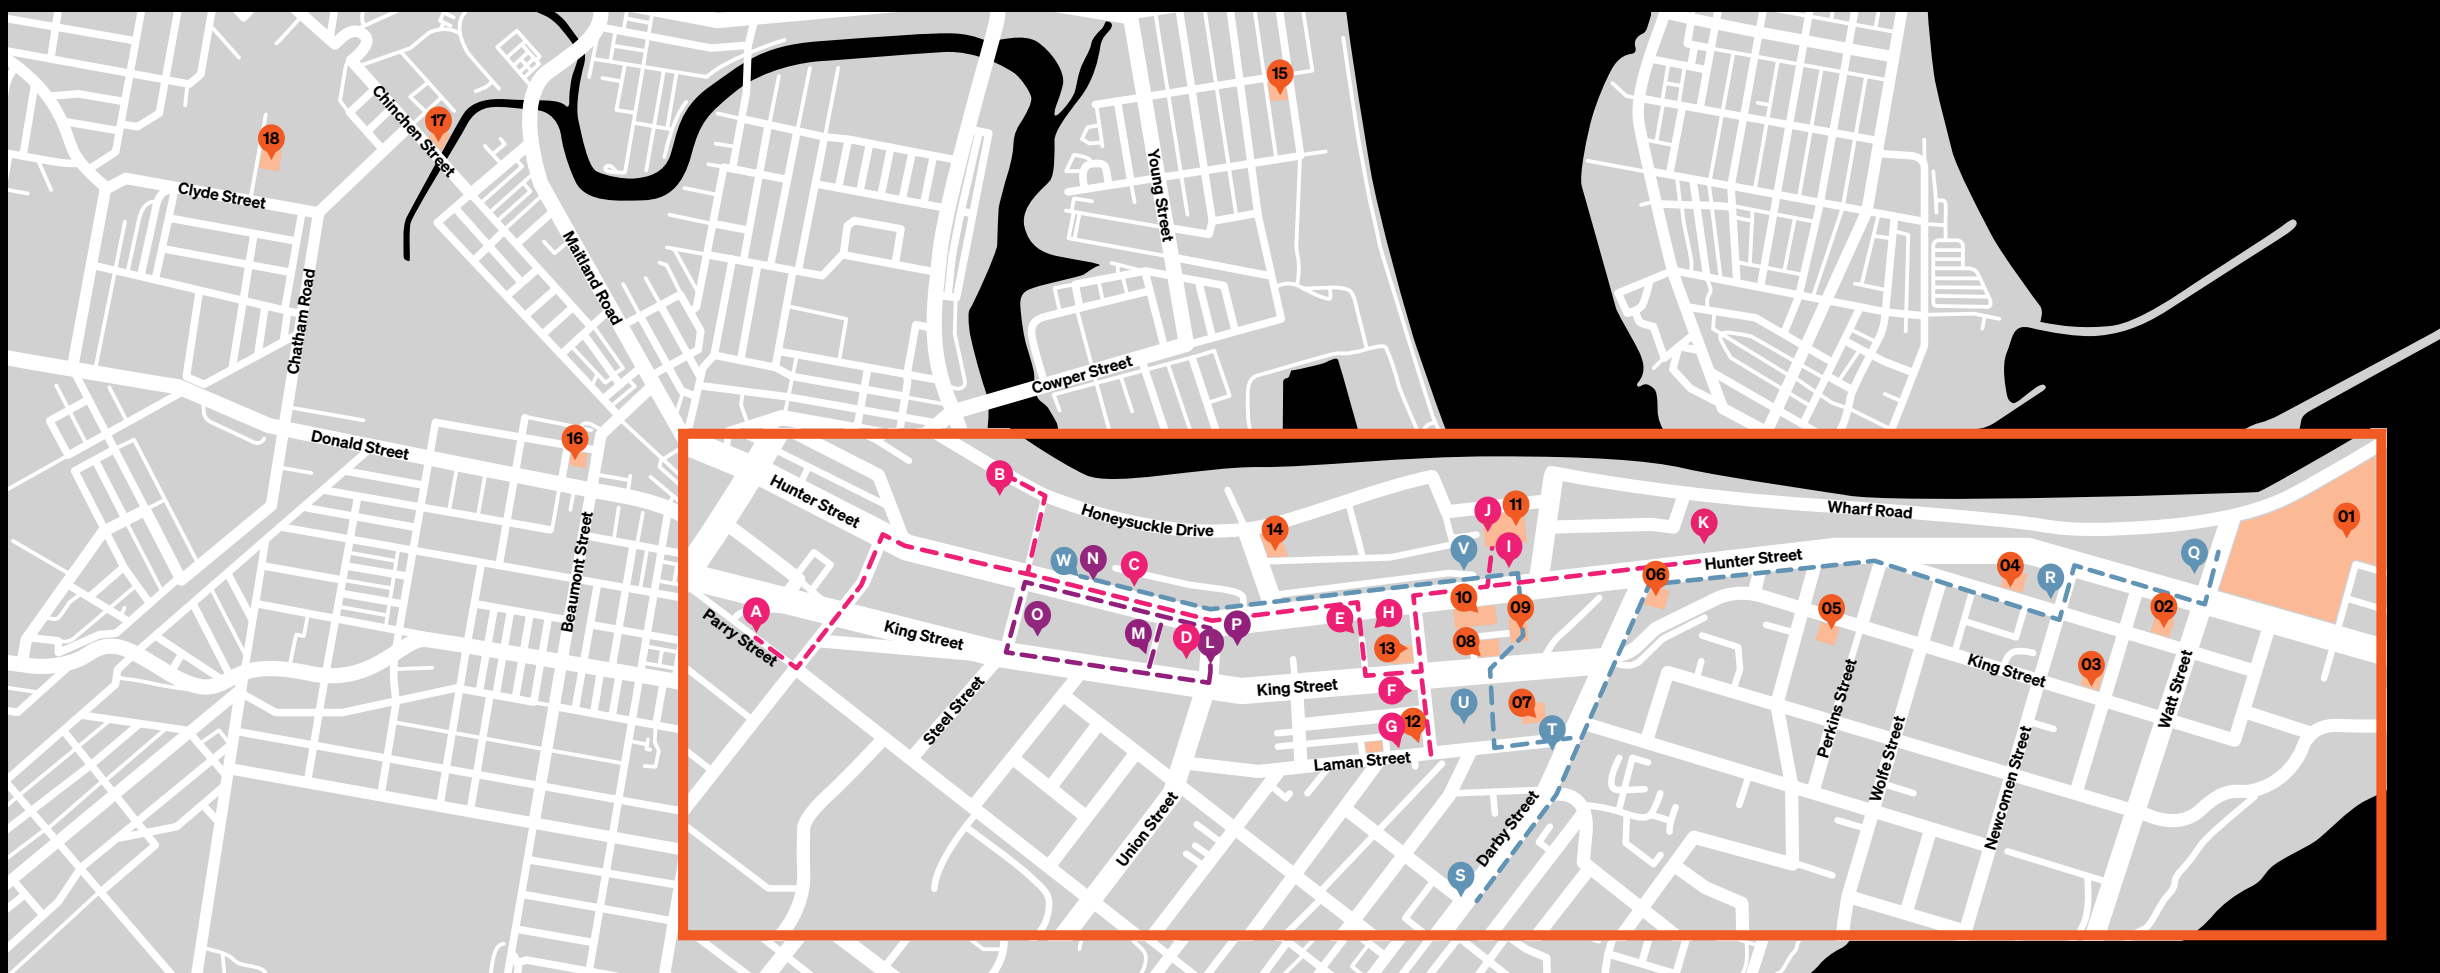 15
17
18
Chinchen Street
Clyde Street
Young Street
Maitland Road
Chatham Road
Cowper Street
16
Donald Street
Beaumont Street
B
Hunter Street
Honeysuckle Drive
14
J
11
K
Wharf Road
01
W
N
C
V
I
Hunter Street
06
04
R
Q
A
Parry Street
King Street
O
M
D
L
P
E
H
13
10
09
08
05
02
King Street
03
Steel Street
King Street
F
G
12
U
07
T
Laman Street
Perkins Street
Wolfe Street
Newcomen Street
Watt Street
Union Street
Darby Street
S